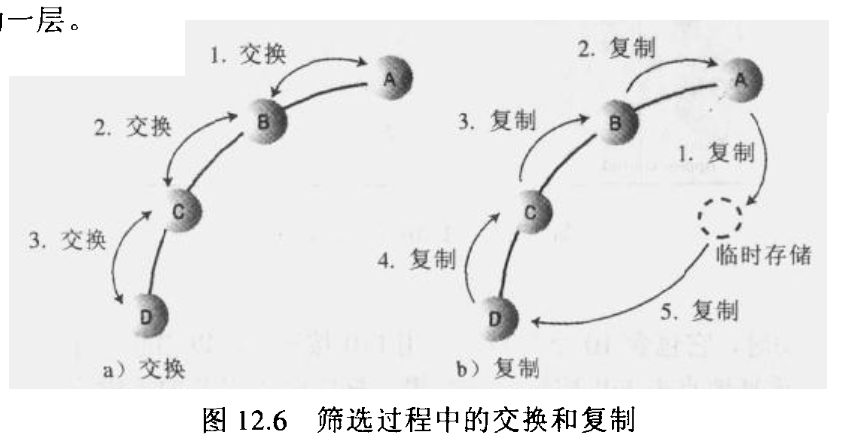 一层。
1. 交换
A
B
2. 交换
C
3. 交换
D
a）交换
2. 复制
A
B
3. 复制
1. 复制
C
4. 复制
临时存储
5. 复制
D
b）复制
图 12.6 筛选过程中的交换和复制